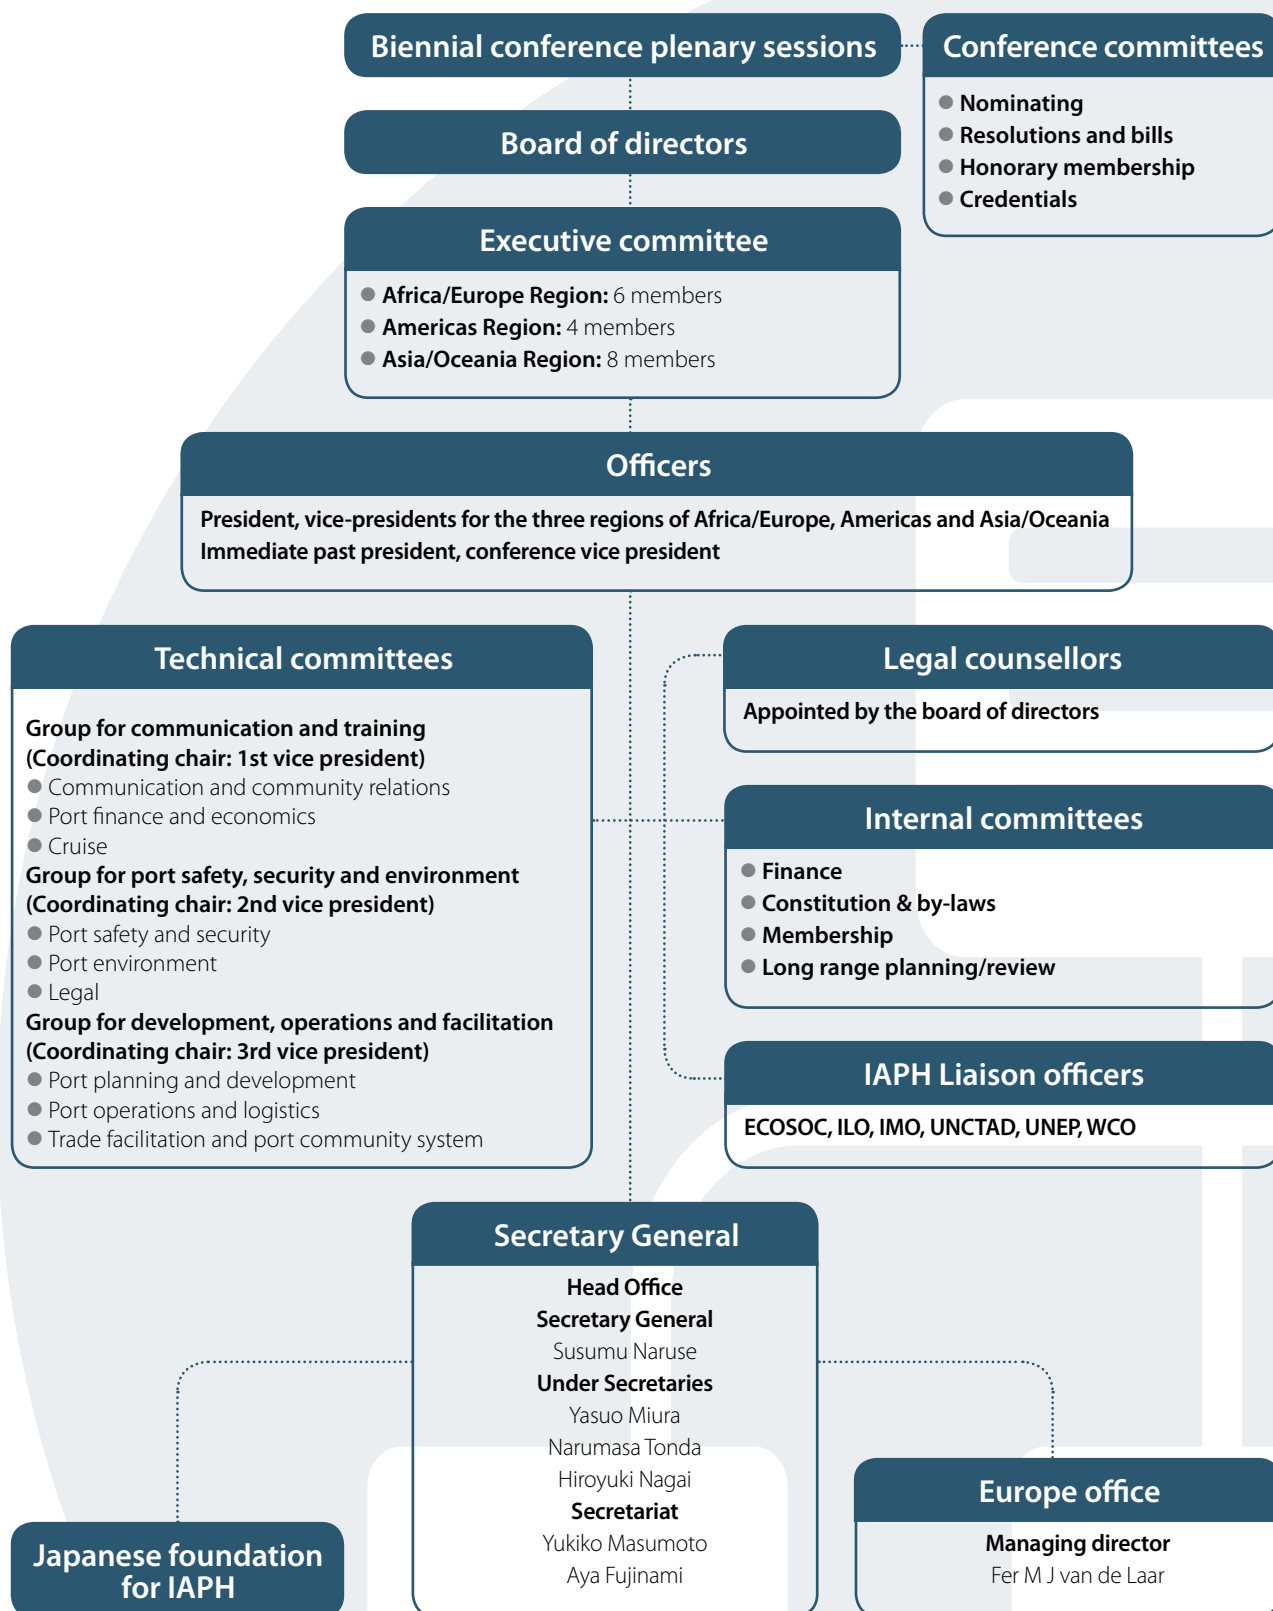 Biennial conference plenary sessions
Conference committees
● Nominating
● Resolutions and bills
● Honorary membership
● Credentials
Board of directors
Executive committee
● Africa/Europe Region: 6 members
● Americas Region: 4 members
● Asia/Oceania Region: 8 members
Officers
President, vice-presidents for the three regions of Africa/Europe, Americas and Asia/Oceania
Immediate past president, conference vice president
Technical committees
Group for communication and training
(Coordinating chair: 1st vice president)
● Communication and community relations
● Port finance and economics
● Cruise
Group for port safety, security and environment
(Coordinating chair: 2nd vice president)
● Port safety and security
● Port environment
● Legal
Group for development, operations and facilitation
(Coordinating chair: 3rd vice president)
● Port planning and development
● Port operations and logistics
● Trade facilitation and port community system
Legal counsellors
Appointed by the board of directors
Internal committees
● Finance
● Constitution & by-laws
● Membership
● Long range planning/review
IAPH Liaison officers
ECOSOC, ILO, IMO, UNCTAD, UNEP, WCO
Secretary General
Head Office
Secretary General
Susumu Naruse
Under Secretaries
Yasuo Miura
Narumasa Tonda
Hiroyuki Nagai
Secretariat
Yukiko Masumoto
Aya Fujinami
Japanese foundation
for IAPH
Europe office
Managing director
Fer M J van de Laar